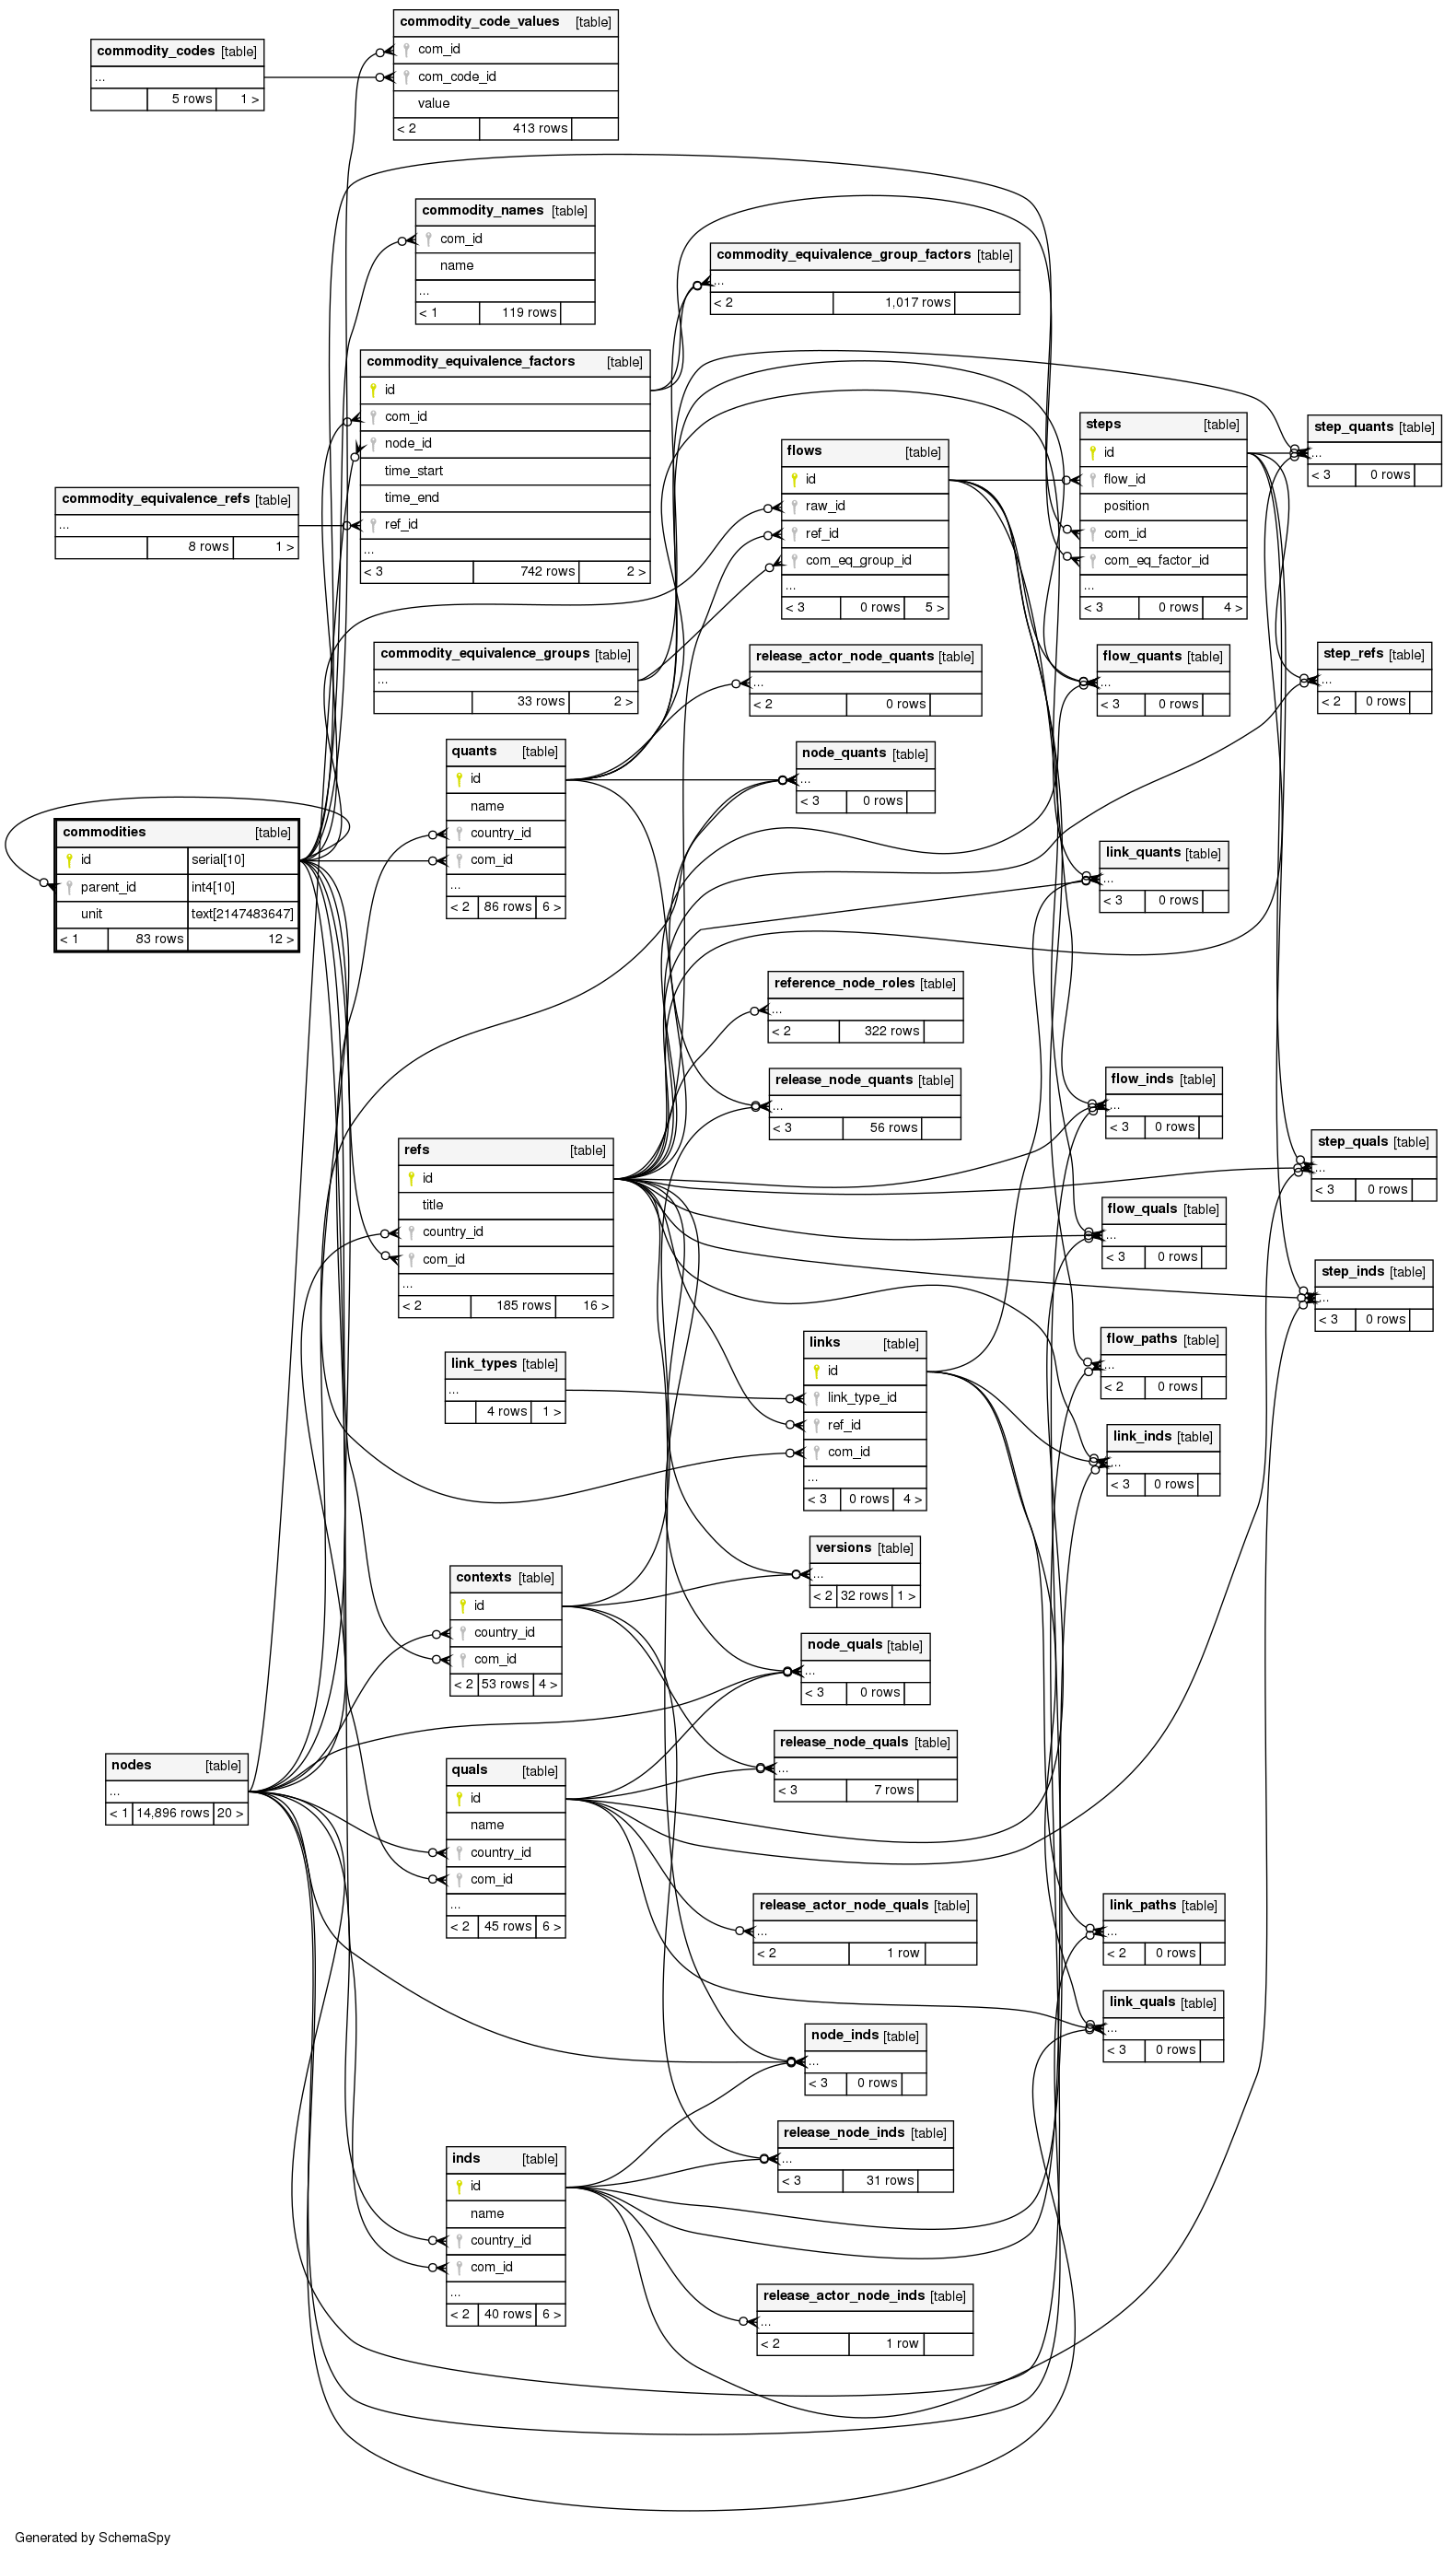 commodity_code_values [table]
com_id
com_code_id
value
< 2 413 rows
commodity_codes [table]
...
5 rows 1 >
commodity_names [table]
com_id
name
...
< 1 119 rows
commodity_equivalence_group_factors [table]
...
< 2 1,017 rows
commodity_equivalence_factors [table]
id
com_id
node_id
time_start
time_end
ref_id
...
< 3 742 rows 2 >
commodity_equivalence_refs [table]
...
8 rows 1 >
flows [table]
id
raw_id
ref_id
com_eq_group_id
...
< 3 0 rows 5 >
steps [table]
id
flow_id
position
com_id
com_eq_factor_id
...
< 3 0 rows 4 >
step_quants [table]
...
< 3 0 rows
commodity_equivalence_groups [table]
...
33 rows 2 >
release_actor_node_quants [table]
...
< 2 0 rows
flow_quants [table]
...
< 3 0 rows
step_refs [table]
...
< 2 0 rows
quants [table]
id
name
country_id
com_id
...
< 2 86 rows 6 >
node_quants [table]
...
< 3 0 rows
commodities [table]
id serial[10]
parent_id int4[10]
unit text[2147483647]
< 1 83 rows 12 >
link_quants [table]
...
< 3 0 rows
reference_node_roles [table]
...
< 2 322 rows
release_node_quants [table]
...
< 3 56 rows
flow_inds [table]
...
< 3 0 rows
refs [table]
id
title
country_id
com_id
...
< 2 185 rows 16 >
step_quals [table]
...
< 3 0 rows
flow_quals [table]
...
< 3 0 rows
step_inds [table]
...
< 3 0 rows
link_types [table]
...
4 rows 1 >
links [table]
id
link_type_id
ref_id
com_id
...
< 3 0 rows 4 >
flow_paths [table]
...
< 2 0 rows
link_inds [table]
...
< 3 0 rows
versions [table]
...
< 2 32 rows 1 >
contexts [table]
id
country_id
com_id
< 2 53 rows 4 >
node_quals [table]
...
< 3 0 rows
release_node_quals [table]
...
< 3 7 rows
nodes [table]
...
< 1 14,896 rows 20 >
quals [table]
id
name
country_id
com_id
...
< 2 45 rows 6 >
release_actor_node_quals [table]
...
< 2 1 row
link_paths [table]
...
< 2 0 rows
link_quals [table]
...
< 3 0 rows
node_inds [table]
...
< 3 0 rows
release_node_inds [table]
...
< 3 31 rows
inds [table]
id
name
country_id
com_id
...
< 2 40 rows 6 >
release_actor_node_inds [table]
...
< 2 1 row
Generated by SchemaSpy